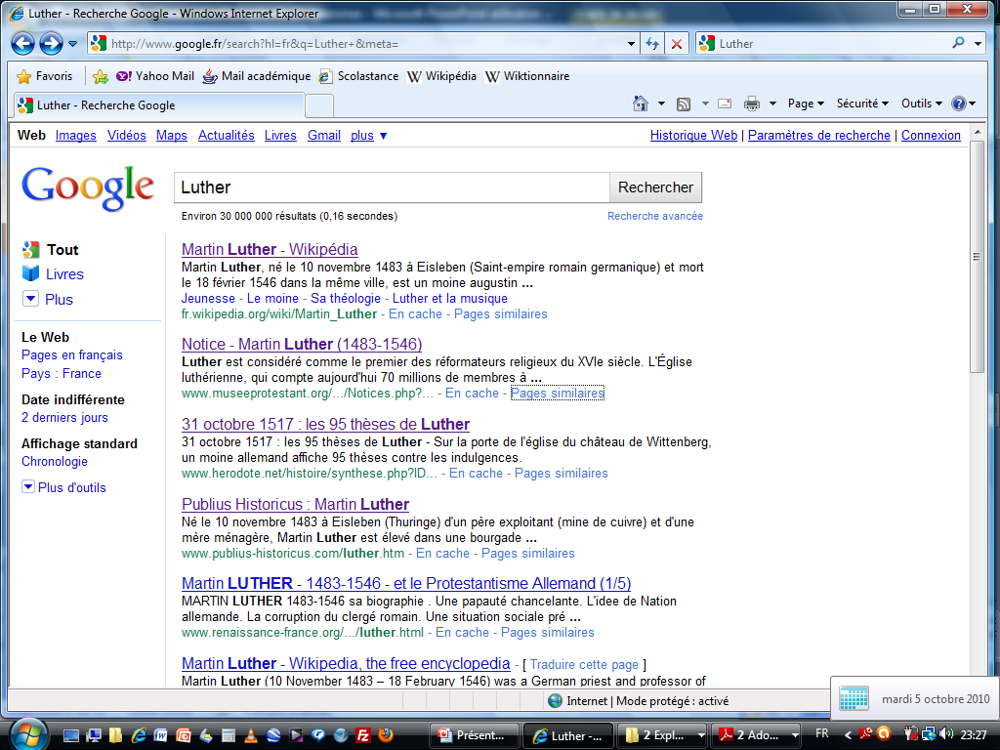 Luther - Recherche Google - Windows Internet Explorer
http://www.google.fr/search?hl=fr&q=Luther+&meta=
Luther
Favoris
Yahoo Mail
Mail académique
Scolastance
Wikipédia
Wiktionnaire
Luther - Recherche Google
Page
Sécurité
Outils
Web Images Vidéos Maps Actualités Livres Gmail plus ▼
Historique Web | Paramètres de recherche | Connexion
Google
Luther
Rechercher
Environ 30 000 000 résultats (0,16 secondes)
Recherche avancée
Tout
Livres
Plus
Le Web
Pages en français
Pays : France
Date indifférente
2 derniers jours
Affichage standard
Chronologie
Plus d'outils
Martin Luther - Wikipédia
Martin Luther, né le 10 novembre 1483 à Eisleben (Saint-empire romain germanique) et mort
le 18 février 1546 dans la même ville, est un moine augustin ...
Jeunesse - Le moine - Sa théologie - Luther et la musique
fr.wikipedia.org/wiki/Martin_Luther - En cache - Pages similaires
Notice - Martin Luther (1483-1546)
Luther est considéré comme le premier des réformateurs religieux du XVIe siècle. L'Église
luthérienne, qui compte aujourd'hui 70 millions de membres à ...
www.museeprotestant.org/.../Notices.php?... - En cache - Pages similaires
31 octobre 1517 : les 95 thèses de Luther
31 octobre 1517 : les 95 thèses de Luther - Sur la porte de l'église du château de Wittenberg,
un moine allemand affiche 95 thèses contre les indulgences.
www.herodote.net/histoire/synthese.php?ID... - En cache - Pages similaires
Publius Historicus : Martin Luther
Né le 10 novembre 1483 à Eisleben (Thuringe) d'un père exploitant (mine de cuivre) et d'une
mère ménagère, Martin Luther est élevé dans une bourgade ...
www.publius-historicus.com/luther.htm - En cache - Pages similaires
Martin LUTHER - 1483-1546 - et le Protestantisme Allemand (1/5)
MARTIN LUTHER 1483-1546 sa biographie . Une papauté chancelante. L'idee de Nation
allemande. La corruption du clergé romain. Une situation sociale pré ...
www.renaissance-france.org/.../luther.html - En cache - Pages similaires
Martin Luther - Wikipedia, the free encyclopedia - [ Traduire cette page ]
Martin Luther (10 November 1483 – 18 February 1546) was a German priest and professor of
Internet | Mode protégé : activé
mardi 5 octobre 2010
Présent...
Luther -...
2 Expl...
2 Ado...
FR
23:27